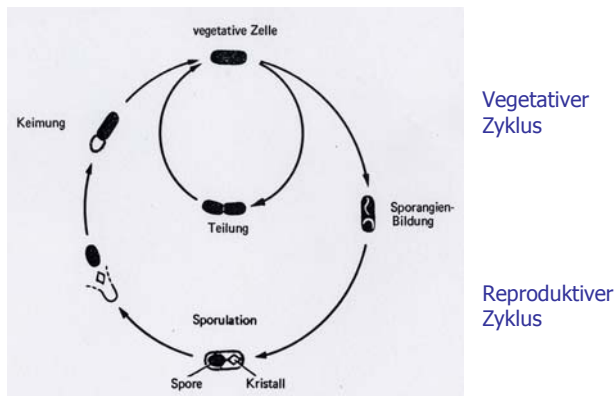 vegetative Zelle
Keimung
Teilung
Sporangien-
Bildung
Sporulation
Spore
Kristall
Vegetativer
Zyklus
Reproduktiver
Zyklus